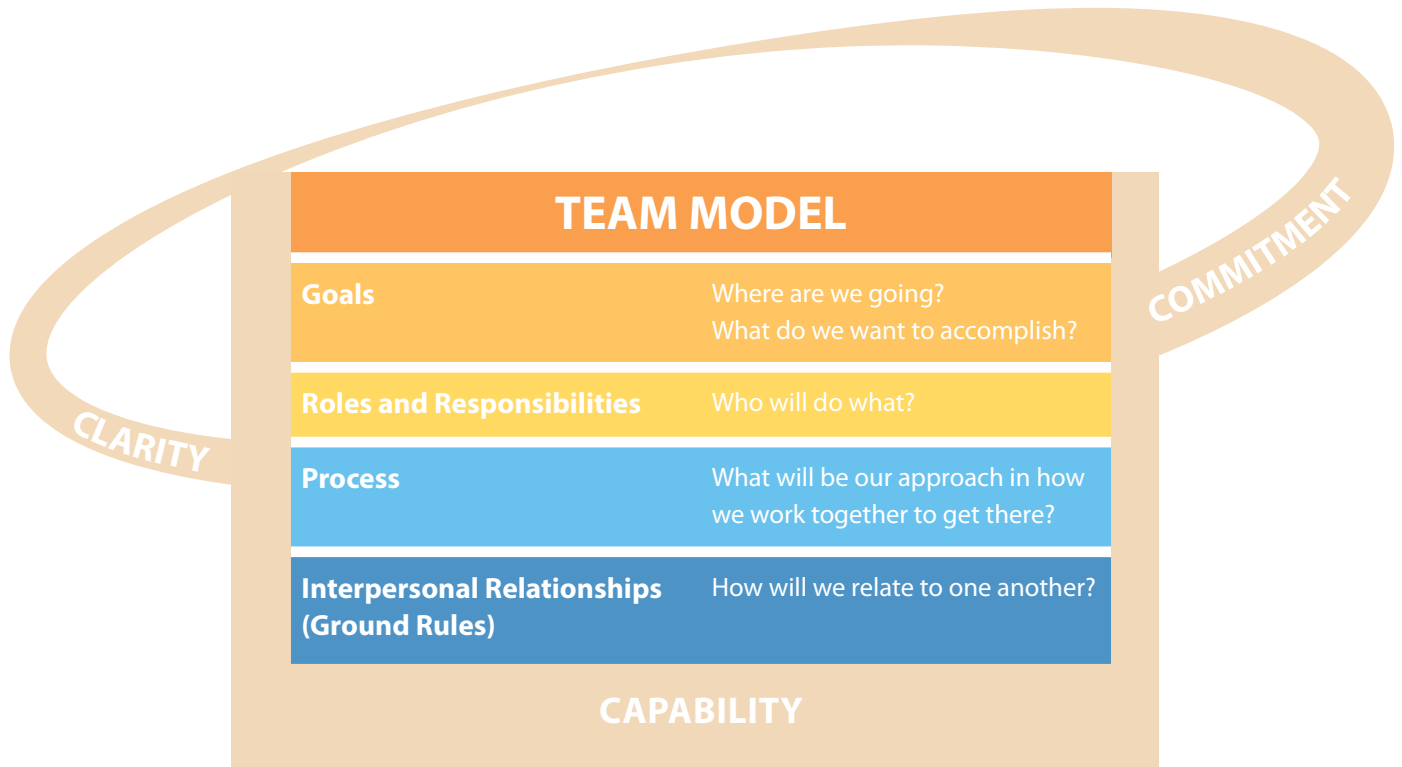 TEAM MODEL
Goals
Where are we going?
What do we want to accomplish?
Roles and Responsibilities
Who will do what?
Process
What will be our approach in how
we work together to get there?
Interpersonal Relationships
(Ground Rules)
How will we relate to one another?
CLARITY
COMMITMENT
CAPABILITY